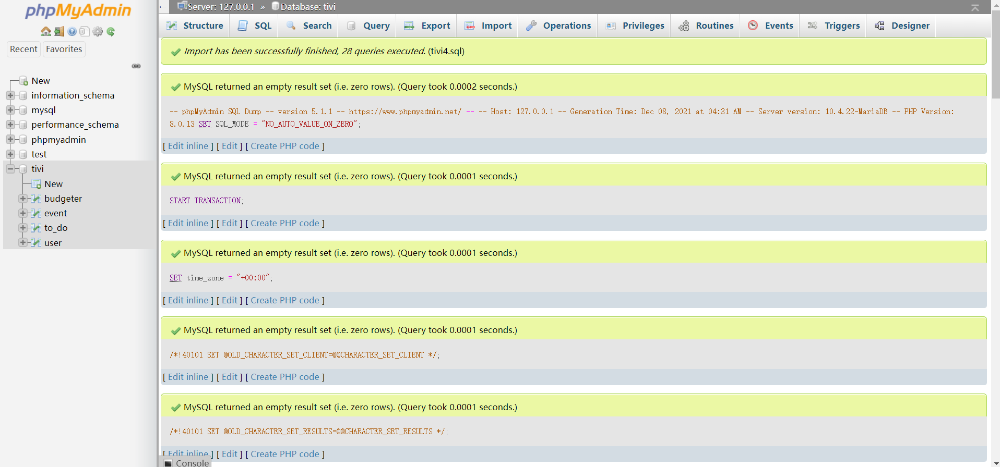 phpMyAdmin
Recent
Favorites
New
information_schema
mysql
performance_schema
phpmyadmin
test
tivi
New
budgeter
event
to_do
user
Server: 127.0.0.1 » Database: tivi
Structure
SQL
Search
Query
Export
Import
Operations
Privileges
Routines
Events
Triggers
Designer
Import has been successfully finished, 28 queries executed. (tivi4.sql)
MySQL returned an empty result set (i.e. zero rows). (Query took 0.0002 seconds.)
-- phpMyAdmin SQL Dump -- version 5.1.1 -- https://www.phpmyadmin.net/ -- -- Host: 127.0.0.1 -- Generation Time: Dec 08, 2021 at 04:31 AM -- Server version: 10.4.22-MariaDB -- PHP Version:
8.0.13 SET SQL_MODE = "NO_AUTO_VALUE_ON_ZERO";
[ Edit inline ] [ Edit ] [ Create PHP code ]
MySQL returned an empty result set (i.e. zero rows). (Query took 0.0001 seconds.)
START TRANSACTION;
[ Edit inline ] [ Edit ] [ Create PHP code ]
MySQL returned an empty result set (i.e. zero rows). (Query took 0.0001 seconds.)
SET time_zone = "+00:00";
[ Edit inline ] [ Edit ] [ Create PHP code ]
MySQL returned an empty result set (i.e. zero rows). (Query took 0.0001 seconds.)
/*!40101 SET @OLD_CHARACTER_SET_CLIENT=@@CHARACTER_SET_CLIENT */;
[ Edit inline ] [ Edit ] [ Create PHP code ]
MySQL returned an empty result set (i.e. zero rows). (Query took 0.0001 seconds.)
/*!40101 SET @OLD_CHARACTER_SET_RESULTS=@@CHARACTER_SET_RESULTS */;
[ Edit inline ] [ Edit ] [ Create PHP code ]
Console